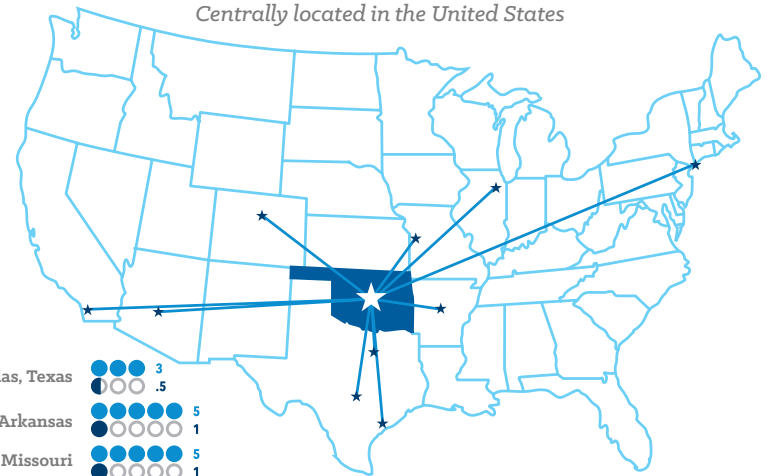 Centrally located in the United States
as, Texas 3
.5
Arkansas 5
1
Missouri 5
1